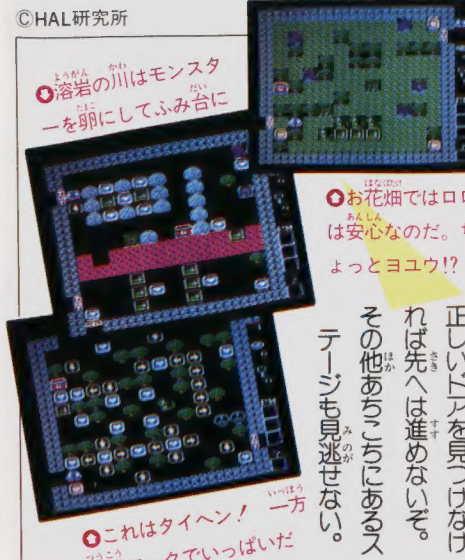 ©HAL研究所
溶岩の川はモンスタ
ーを卵にしてふみ台に
お花畑ではロロ
は安心なのだ。
ょっとヨユウ!?
正しいドアを見つけなけ
れば先へは進めないぞ。
その他あちこちにあるス
テージも見逃せない。
これはタイヘン! 一方
クでいっぱいだ